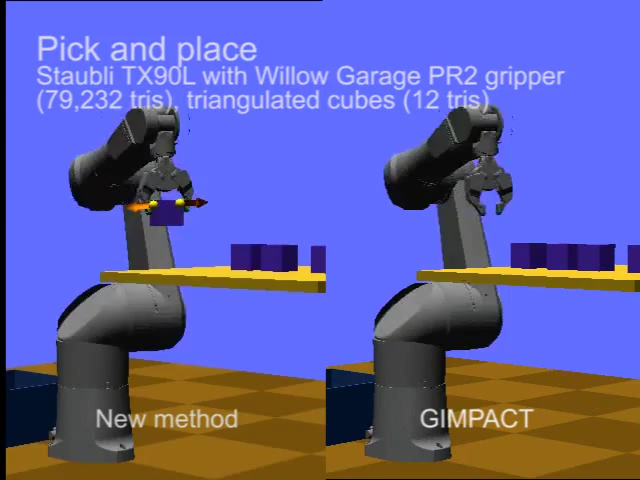 Pick and place
Staubli TX90L with Willow Garage PR2 gripper
(79,232 tris), triangulated cubes (12 tris)
New method
GIMPACT